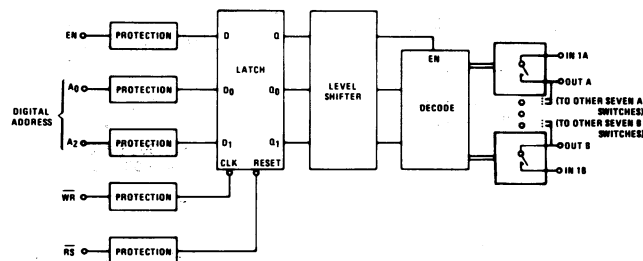 EN PROTECTION D Q
LATCH
A0 PROTECTION D0 Q0
DIGITAL
ADDRESS
A2 PROTECTION D1 Q1
CLK RESET
WR PROTECTION
RS PROTECTION
LEVEL
SHIFTER
EN
DECODE
IN 1A
OUT A
(TO OTHER SEVEN A
SWITCHES)
(TO OTHER SEVEN B
SWITCHES)
OUT B
IN 1B